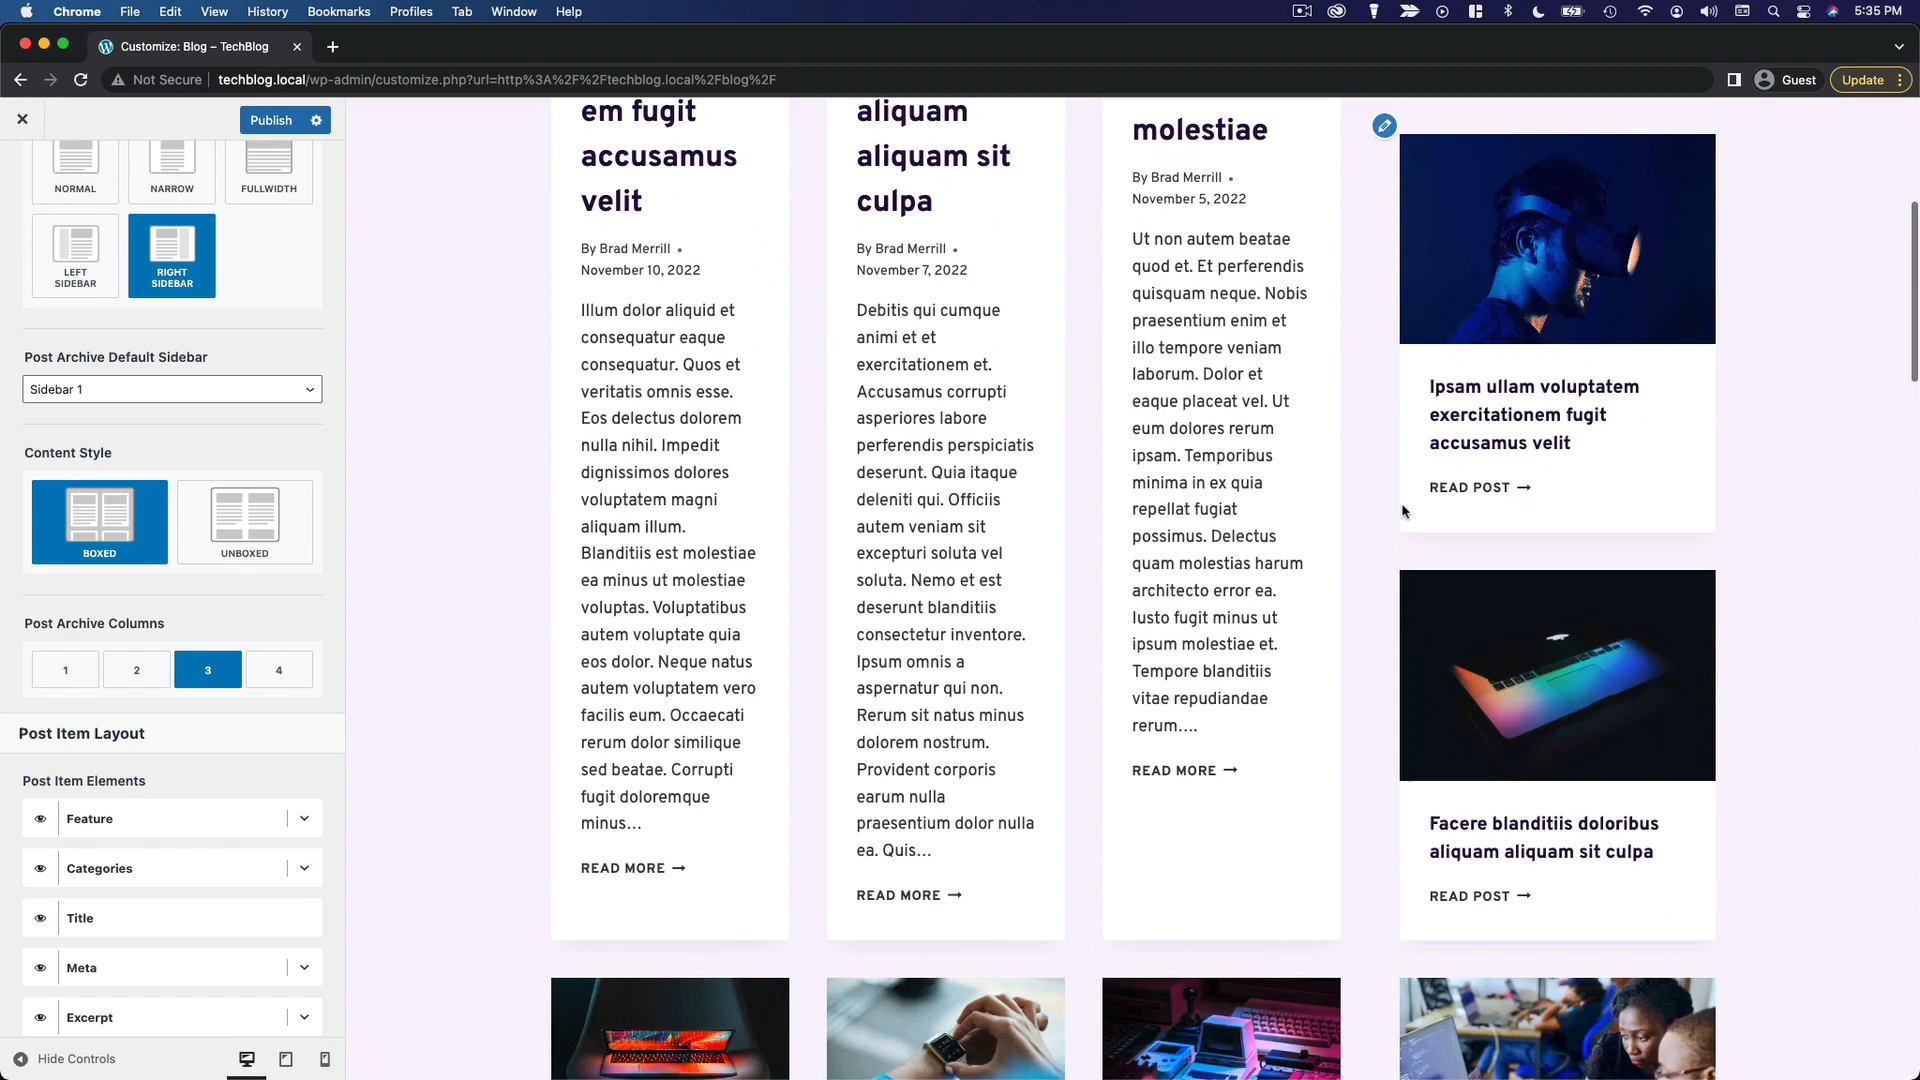 Chrome File Edit View History Bookmarks Profiles Tab Window Help 5:35 PM
Customize: Blog – TechBlog
Not Secure techblog.local/wp-admin/customize.php?url=http%3A%2F%2Ftechblog.local%2Fblog%2F Guest Update
Publish
NORMAL NARROW FULLWIDTH
LEFT SIDEBAR
RIGHT SIDEBAR
Post Archive Default Sidebar
Sidebar 1
Content Style
BOXED UNBOXED
Post Archive Columns
1 2 3 4
Post Item Layout
Post Item Elements
Feature
Categories
Title
Meta
Excerpt
Hide Controls
em fugit
accusamus
velit
By Brad Merrill •
November 10, 2022
Illum dolor aliquid et
consequatur eaque
consequatur. Quos et
veritatis omnis esse.
Eos delectus dolorem
nulla nihil. Impedit
dignissimos dolores
voluptatem magni
aliquam illum.
Blanditiis est molestiae
ea minus ut molestiae
voluptas. Voluptatibus
autem voluptate quia
eos dolor. Neque natus
autem voluptatem vero
facilis eum. Occaecati
rerum dolor similique
sed beatae. Corrupti
fugit doloremque
minus…
READ MORE →
aliquam
aliquam sit
culpa
By Brad Merrill •
November 7, 2022
Debitis qui cumque
animi et et
exercitationem et.
Accusamus corrupti
asperiores labore
perferendis perspiciatis
deserunt. Quia itaque
deleniti qui. Officiis
autem veniam sit
excepturi soluta vel
soluta. Nemo et est
deserunt blanditiis
consectetur inventore.
Ipsum omnis a
aspernatur qui non.
Rerum sit natus minus
dolorem nostrum.
Provident corporis
earum nulla
praesentium dolor nulla
ea. Quis…
READ MORE →
molestiae
By Brad Merrill •
November 5, 2022
Ut non autem beatae
quod et. Et perferendis
quisquam neque. Nobis
praesentium enim et
illo tempore veniam
laborum. Dolor et
eaque placeat vel. Ut
eum dolores rerum
ipsam. Temporibus
minima in ex quia
repellat fugiat
possimus. Delectus
quam molestias harum
architecto error ea.
Iusto fugit minus ut
ipsum molestiae et.
Tempore blanditiis
vitae repudiandae
rerum….
READ MORE →
Ipsam ullam voluptatem
exercitationem fugit
accusamus velit
READ POST →
Facere blanditiis doloribus
aliquam aliquam sit culpa
READ POST →